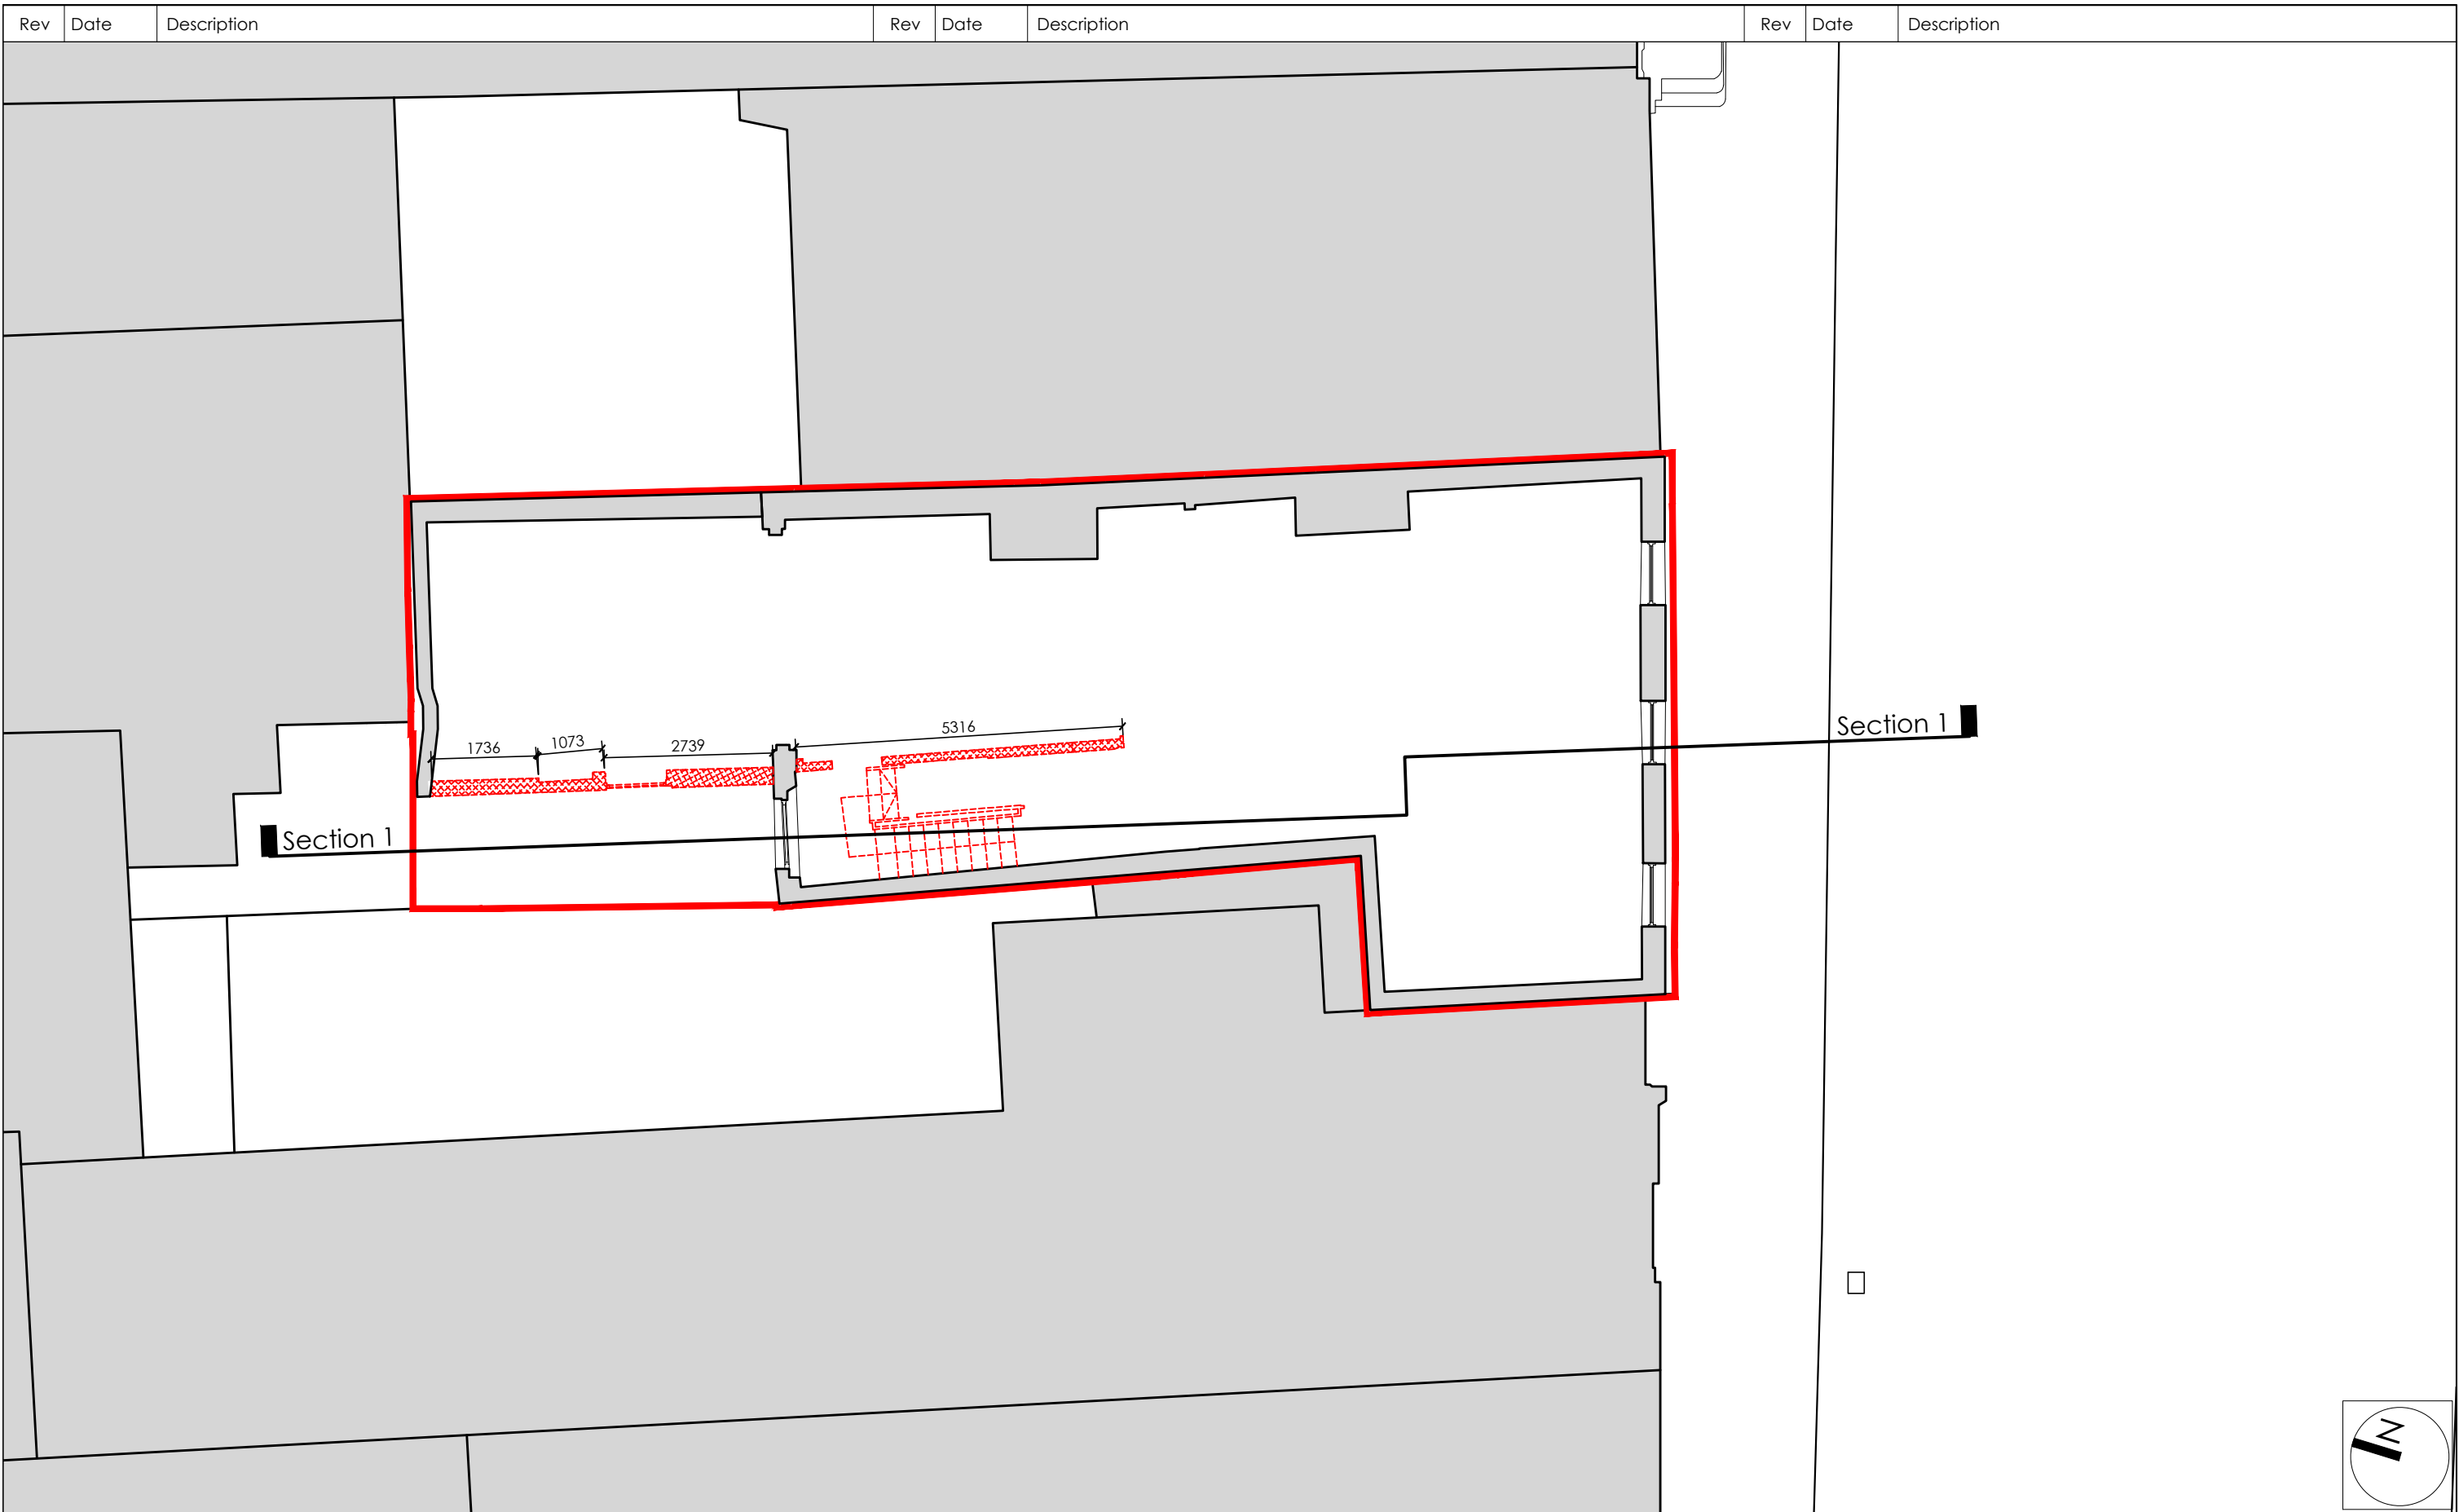 Rev Date Description Rev Date Description Rev Date Description
5316
Section 1
1736 1073 2739
Section 1
N